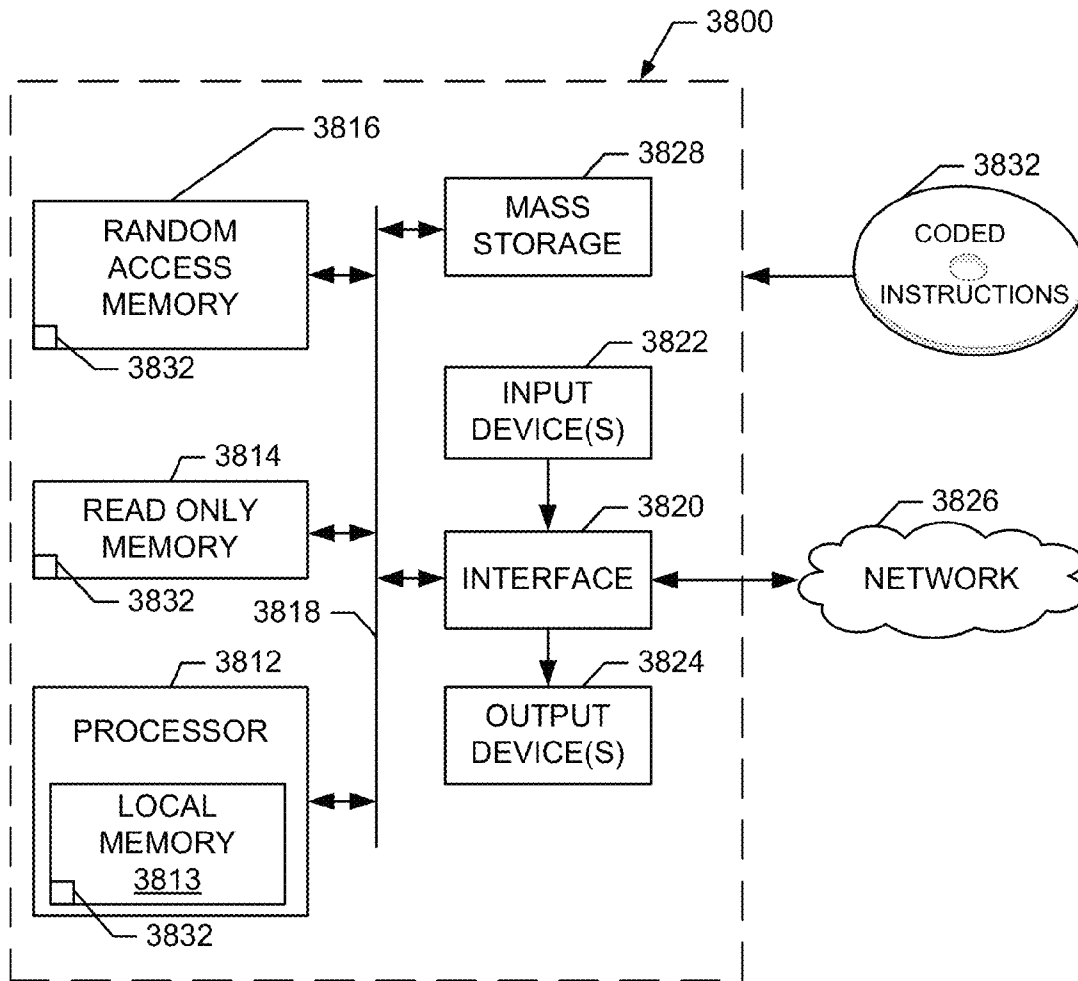 3800
3816
RANDOM
ACCESS
MEMORY
3832
3828
MASS
STORAGE
3832
CODED
INSTRUCTIONS
3822
INPUT
DEVICE(S)
3814
READ ONLY
MEMORY
3832
3820
INTERFACE
3826
NETWORK
3818
3812
PROCESSOR
LOCAL
MEMORY
3813
3832
3824
OUTPUT
DEVICE(S)